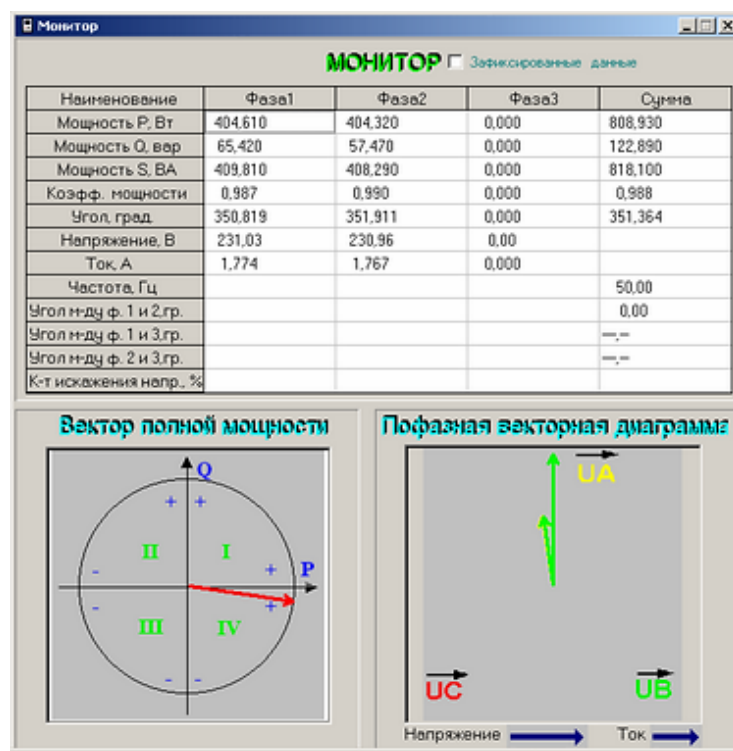 Монитор
МОНИТОР Зафиксированные данные
Наименование Фаза1 Фаза2 Фаза3 Сумма
Мощность P, Вт 404,610 404,320 0,000 808,930
Мощность Q, вар 65,420 57,470 0,000 122,890
Мощность S, ВА 409,810 408,290 0,000 818,100
Коэфф. мощности 0,987 0,990 0,000 0,988
Угол, град. 350,819 351,911 0,000 351,364
Напряжение, В 231,03 230,96 0,00
Ток, А 1,774 1,767 0,000
Частота, Гц 50,00
Угол м-ду ф. 1 и 2,гр. 0,00
Угол м-ду ф. 1 и 3,гр. ---,--
Угол м-ду ф. 2 и 3,гр. ---,--
К-т искажения напр., %
Вектор полной мощности
Q
+ +
II I
- + P
- +
III IV
- -
Пофазная векторная диаграмма
UA
UC UB
Напряжение Ток